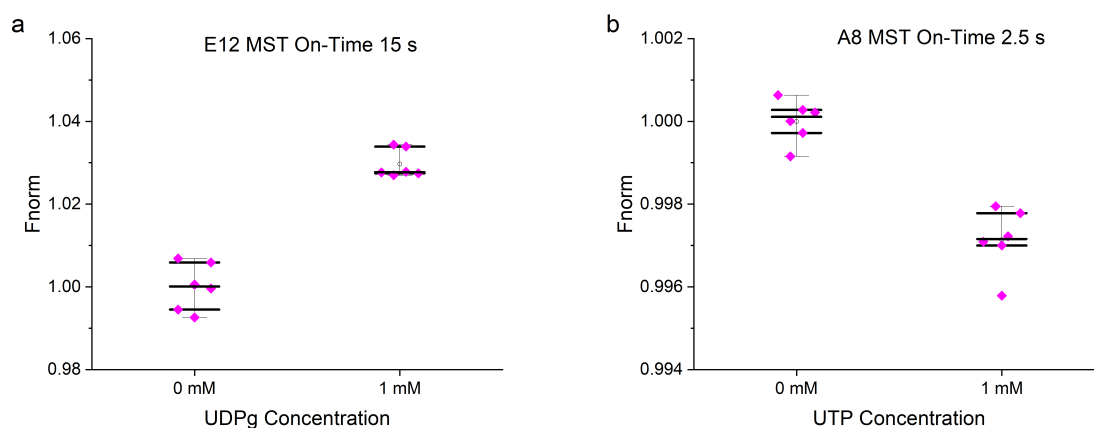 a
E12 MST On-Time 15 s
1.06
1.04
1.02
1.00
0.98
Fnorm
0 mM
1 mM
UDPg Concentration
b
A8 MST On-Time 2.5 s
1.002
1.000
0.998
0.996
0.994
Fnorm
0 mM
1 mM
UTP Concentration